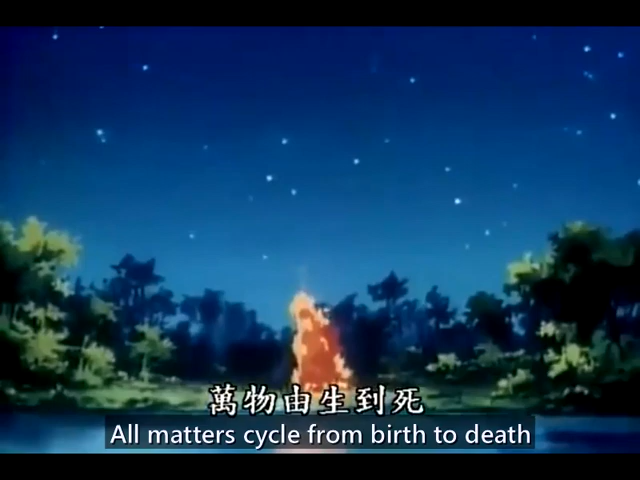 萬物由生到死
All matters cycle from birth to death